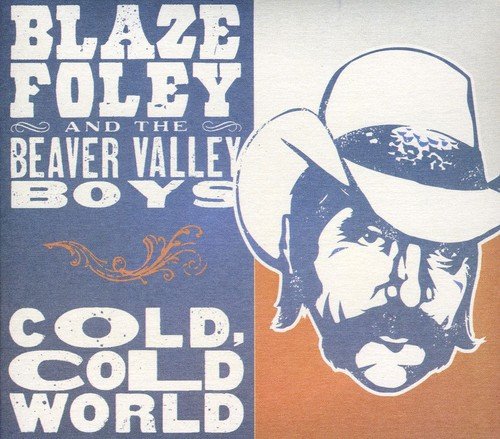 BLAZE
FOLEY
AND THE
BEAVER VALLEY
BOYS
COLD,
COLD
WORLD